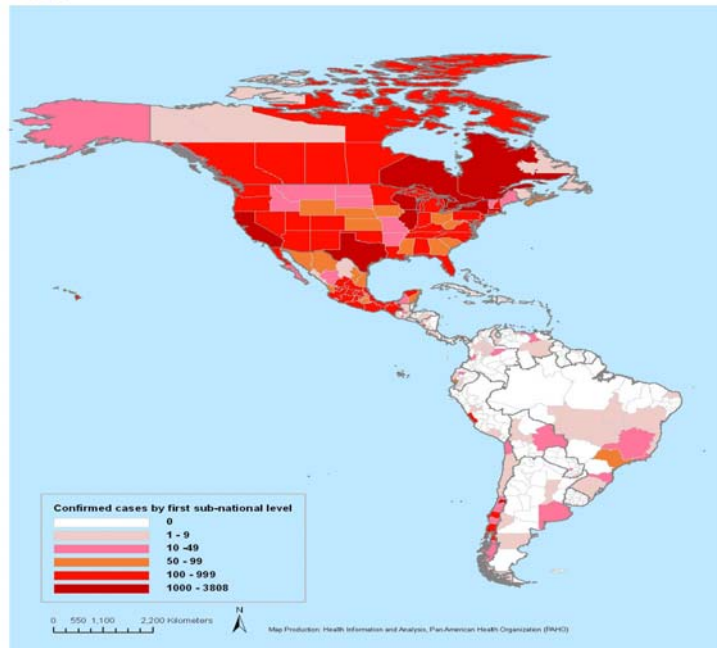 Confirmed cases by first sub-national level
0
1 - 9
10 -49
50 - 99
100 - 999
1000 - 3808
N
0 550 1,100 2,200 Kilometers
Map Production: Health Information and Analysis, Pan American Health Organization (PAHO)